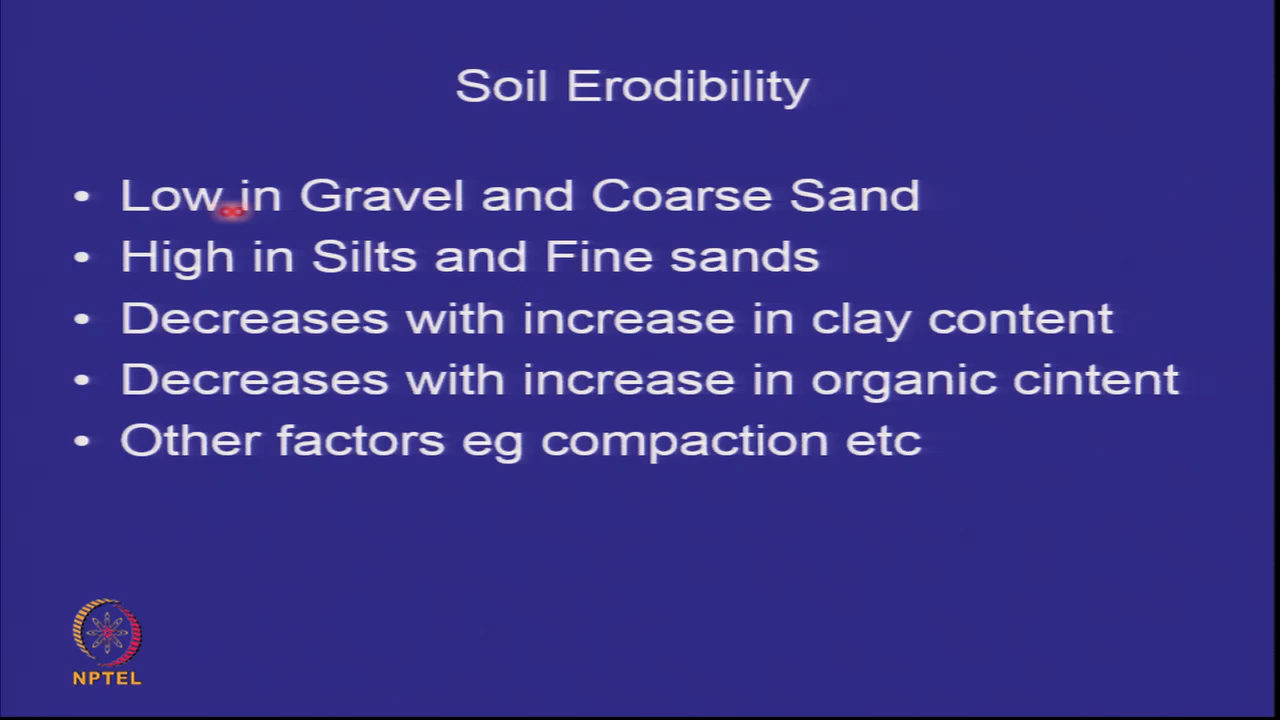 Soil Erodibility
• Low in Gravel and Coarse Sand
• High in Silts and Fine sands
• Decreases with increase in clay content
• Decreases with increase in organic cintent
• Other factors eg compaction etc
NPTEL